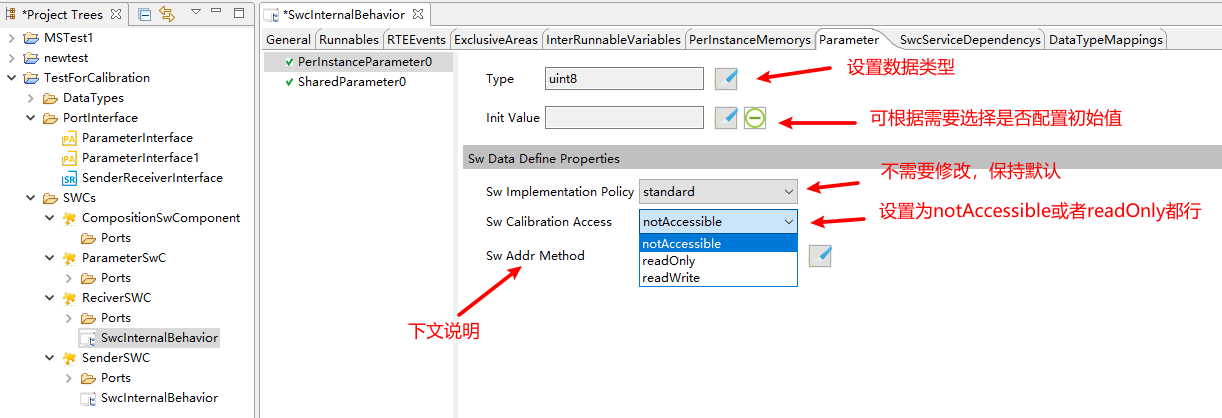 *Project Trees
MSTest1
newtest
TestForCalibration
DataTypes
PortInterface
ParameterInterface
ParameterInterface1
SenderReceiverInterface
SWCs
CompositionSwComponent
Ports
ParameterSwC
Ports
ReciverSWC
Ports
SwcInternalBehavior
SenderSWC
Ports
SwcInternalBehavior
*SwcInternalBehavior
General Runnables RTEEvents ExclusiveAreas InterRunnableVariables PerInstanceMemorys Parameter SwcServiceDependencys DataTypeMappings
PerInstanceParameter0
SharedParameter0
Type uint8 设置数据类型
Init Value 可根据需要选择是否配置初始值
Sw Data Define Properties
Sw Implementation Policy standard 不需要修改，保持默认
Sw Calibration Access notAccessible 设置为notAccessible或者readOnly都行
notAccessible
readOnly
readWrite
Sw Addr Method
下文说明